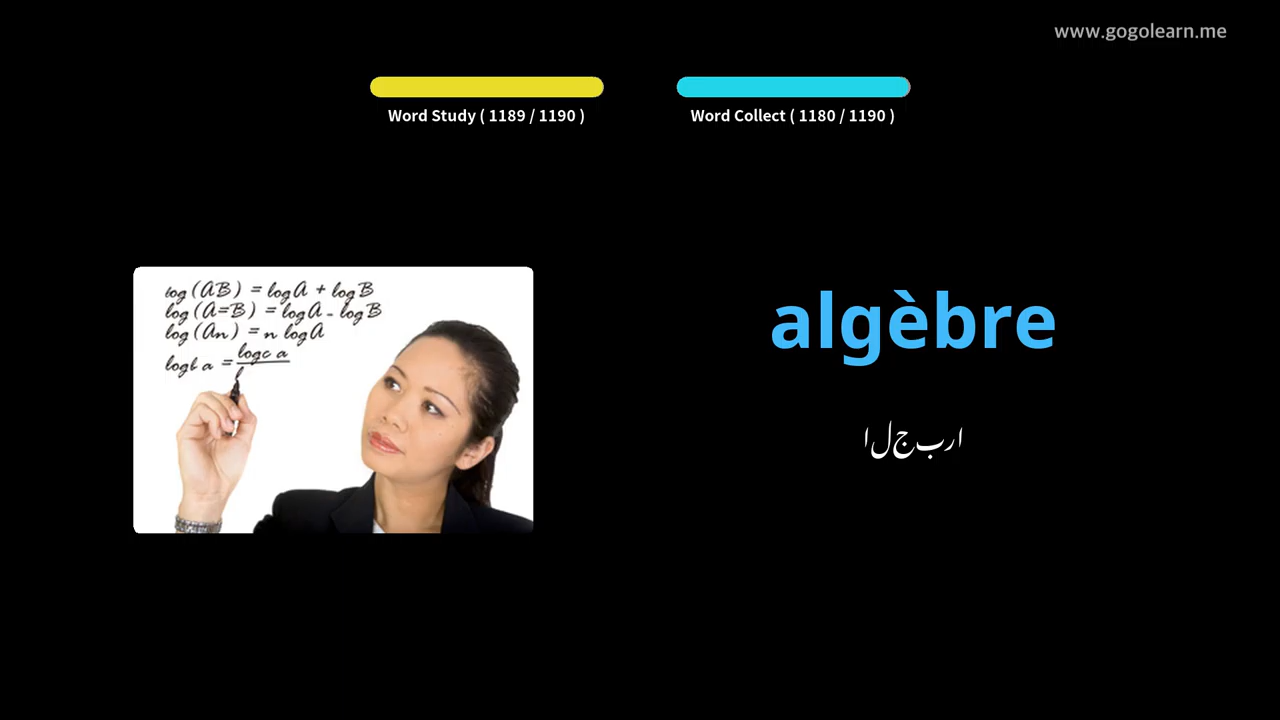 www.gogolearn.me
Word Study ( 1189 / 1190 )
Word Collect ( 1180 / 1190 )
log (AB) = logA + logB
log (A=B) = logA - logB
log (An) = n logA
logb a = logc a
algèbre
اربجلا